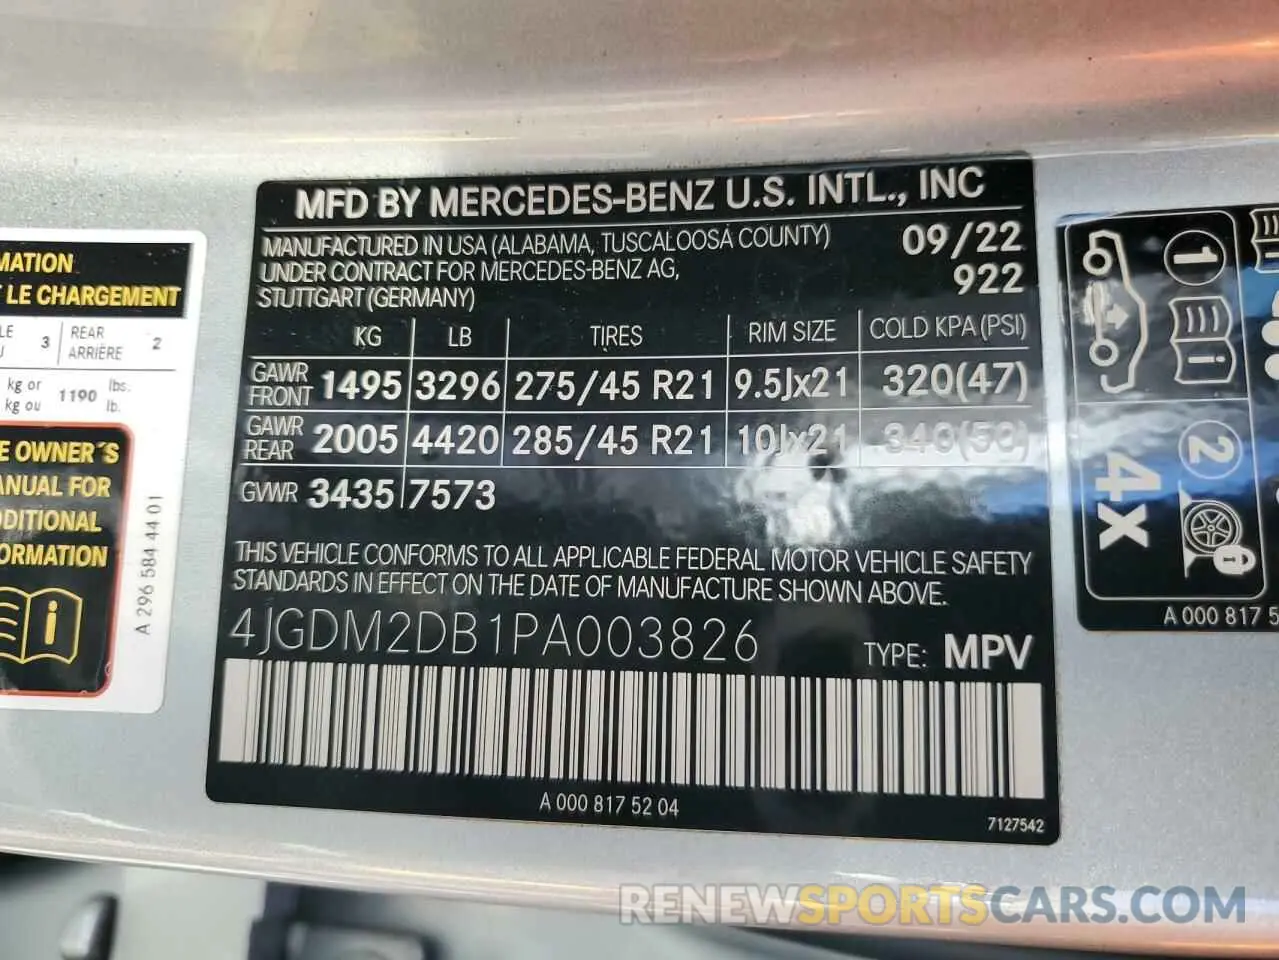 MATION
T LE CHARGEMENT
3 REAR ARRIÈRE 2
kg or
kg ou 1190 lbs. lb.
E OWNER´S
ANUAL FOR
DDITIONAL
FORMATION
A 296 584 44 01
MFD BY MERCEDES-BENZ U.S. INTL., INC
MANUFACTURED IN USA (ALABAMA, TUSCALOOSA COUNTY) 09/22
UNDER CONTRACT FOR MERCEDES-BENZ AG, 922
STUTTGART (GERMANY)
KG LB TIRES RIM SIZE COLD KPA (PSI)
GAWR FRONT 1495 3296 275/45 R21 9.5Jx21 320(47)
GAWR REAR 2005 4420 285/45 R21 10Jx21 340(50)
GVWR 3435 7573
THIS VEHICLE CONFORMS TO ALL APPLICABLE FEDERAL MOTOR VEHICLE SAFETY
STANDARDS IN EFFECT ON THE DATE OF MANUFACTURE SHOWN ABOVE.
4JGDM2DB1PA003826 TYPE: MPV
A 000 817 52 04
7127542
1
2
4x
A 000 817 5
RENEWSPORTSCARS.COM